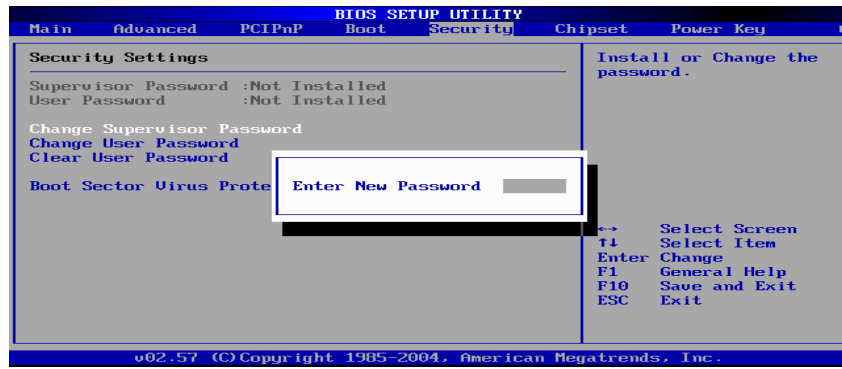 BIOS SETUP UTILITY
Main Advanced PCIPnP Boot Security Chipset Power Key
Security Settings
Supervisor Password :Not Installed
User Password :Not Installed
Change Supervisor Password
Change User Password
Clear User Password
Boot Sector Virus Prote
Enter New Password
Install or Change the
password.
↔ Select Screen
↑↓ Select Item
Enter Change
F1 General Help
F10 Save and Exit
ESC Exit
v02.57 (C)Copyright 1985-2004, American Megatrends, Inc.